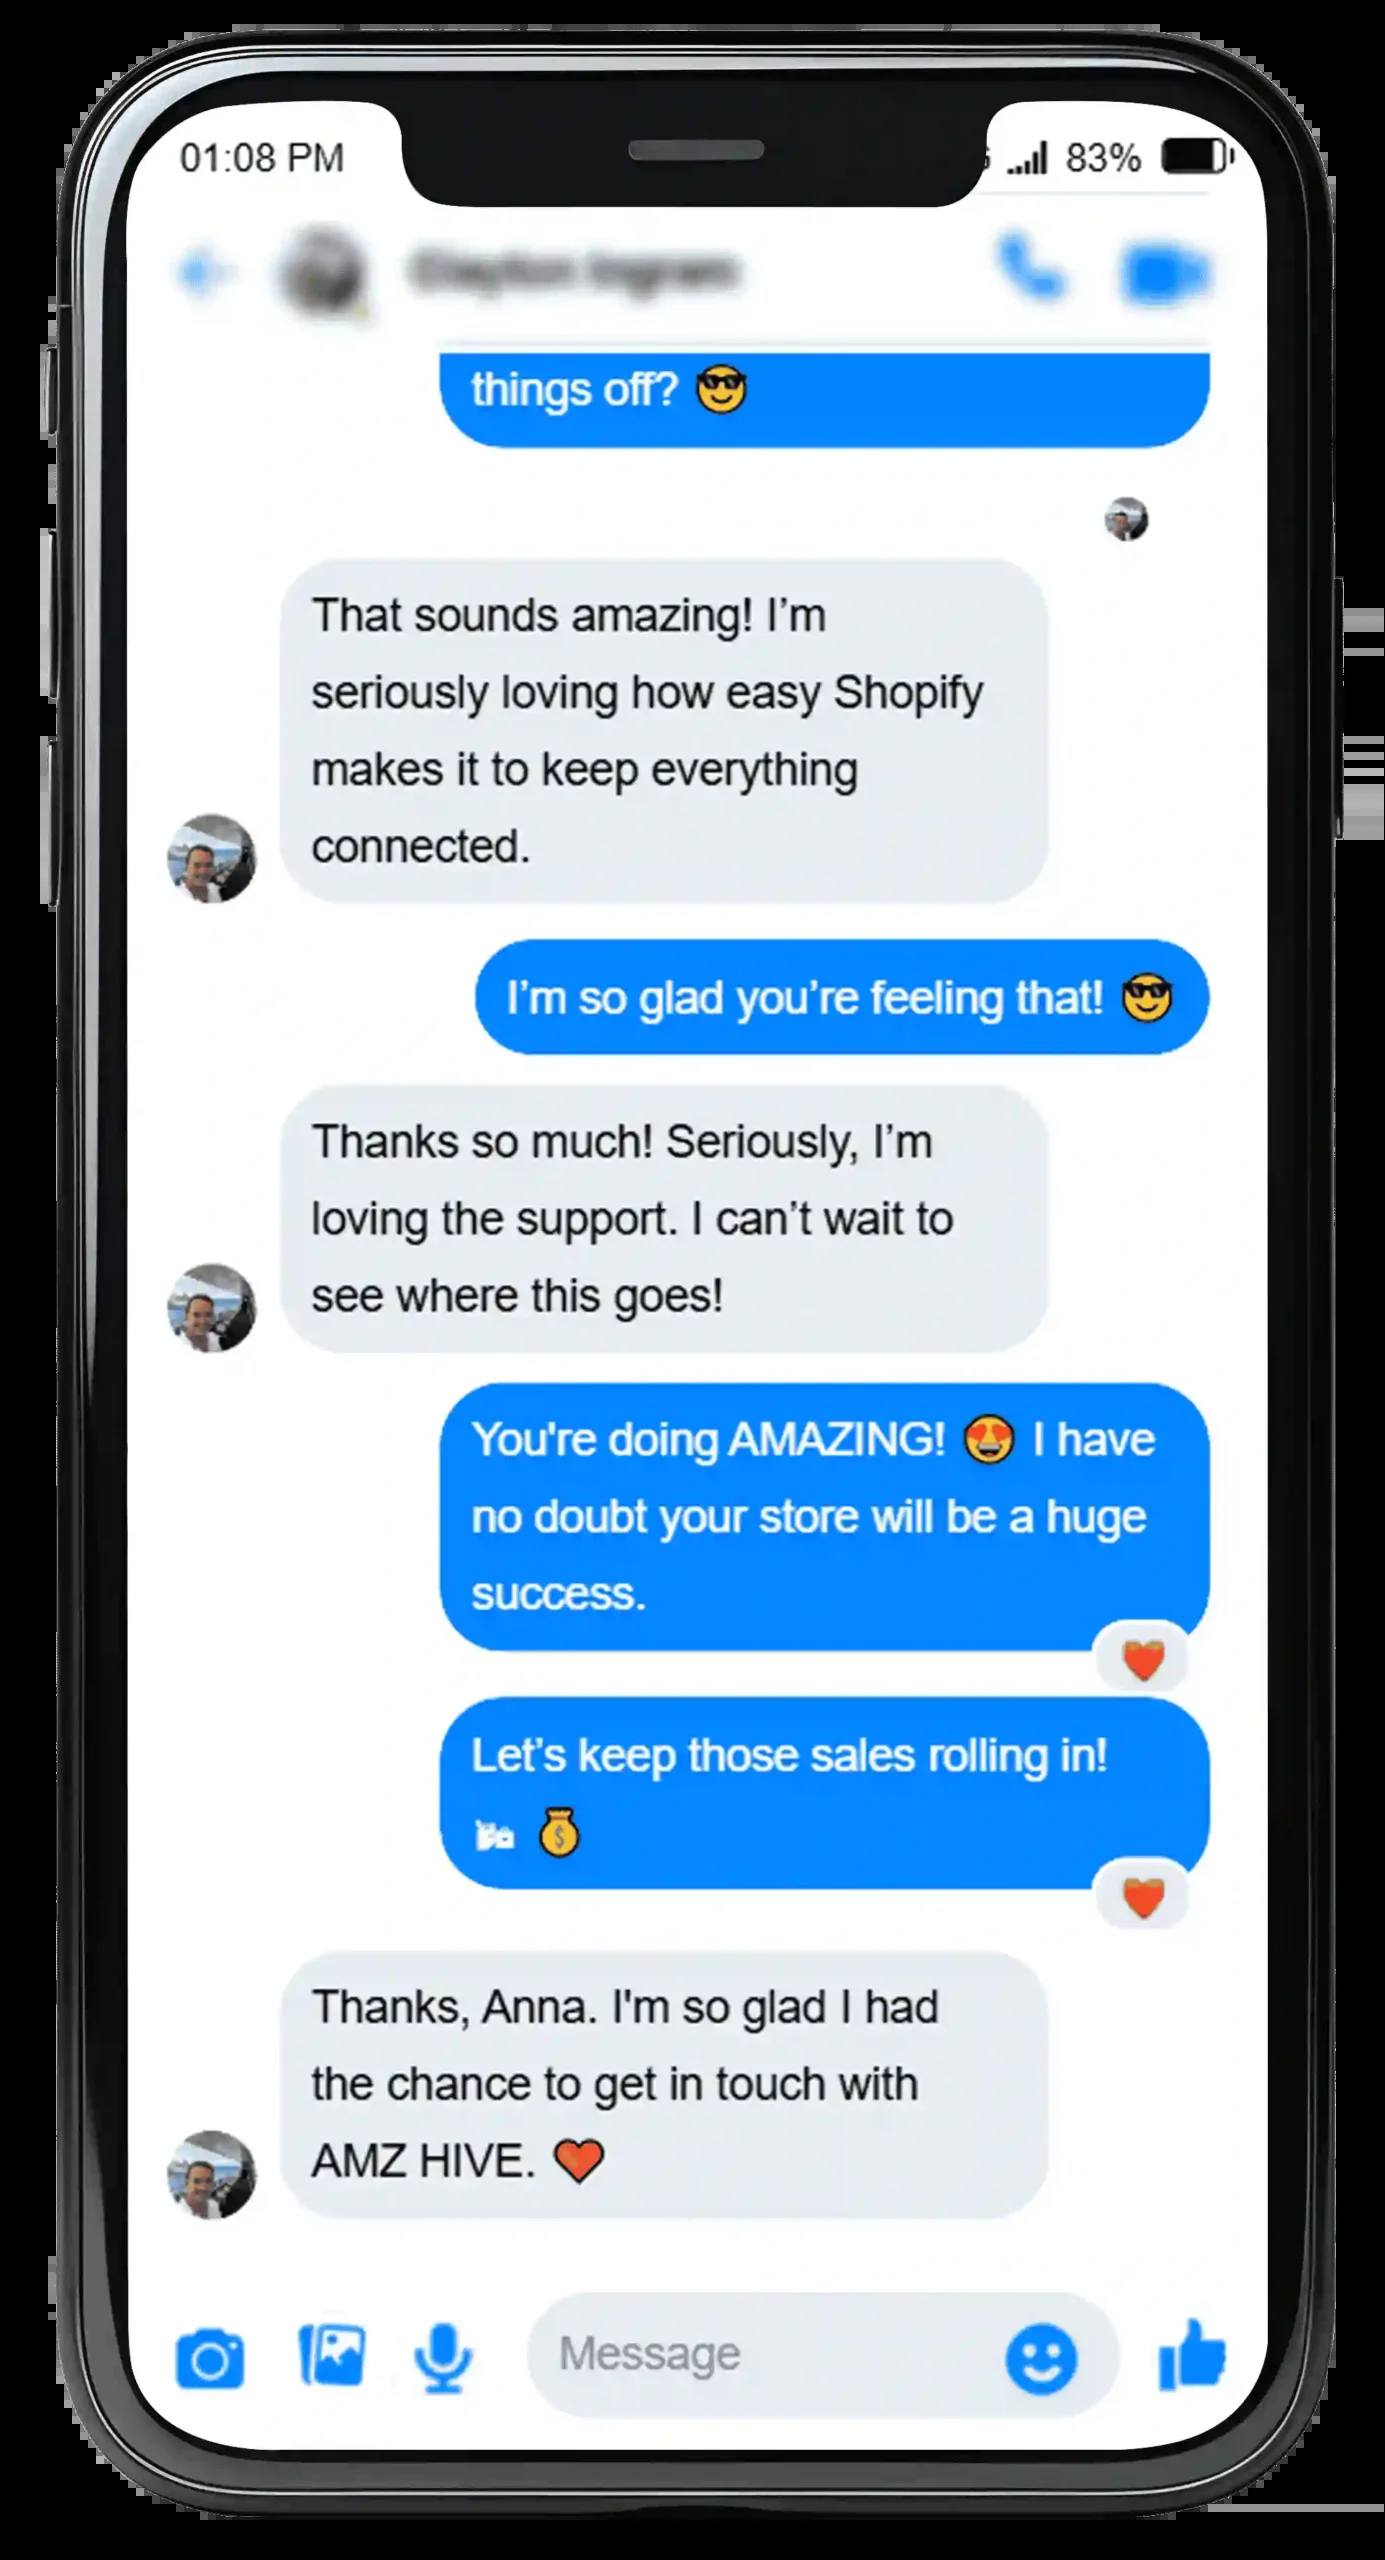 01:08 PM
83%
things off? 😎
That sounds amazing! I’m
seriously loving how easy Shopify
makes it to keep everything
connected.
I’m so glad you’re feeling that! 😎
Thanks so much! Seriously, I’m
loving the support. I can’t wait to
see where this goes!
You're doing AMAZING! 😍 I have
no doubt your store will be a huge
success.
Let’s keep those sales rolling in!
💰
Thanks, Anna. I'm so glad I had
the chance to get in touch with
AMZ HIVE. ❤️
Message